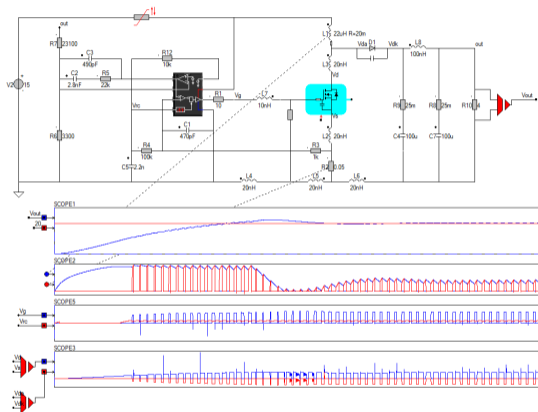 out
R7 23100
C3
490pF
C2
2.8nF
R5
22k
R12
10k
V2 15
R6 3300
Vrc
R4
100k
C5 2.2n
C1
470pF
R1
10
Vg
L7
10nH
L1 22uH R=20n
D1
Vda
Vdk
L8
100nH
out
L3
20nH
Vd
L2
20nH
R3
1k
R2 0.05
L4
20nH
L5
20nH
L6
20nH
25m
25m
C4 100u
C7 100u
R10
Vout
SCOPE1
Vout
20
SCOPE2
SCOPE5
Vg
Vrc
SCOPE3